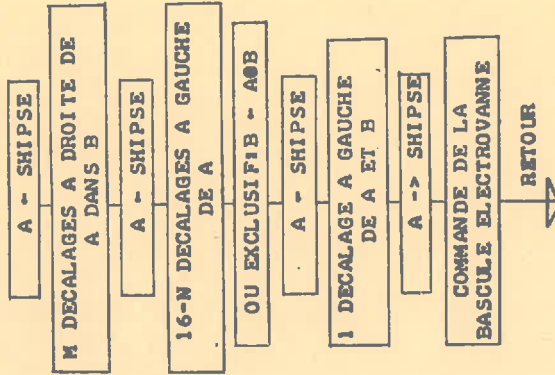 A ← SHIPSE
M DECALAGES A DROITE DE
A DANS B
A ← SHIPSE
16-N DECALAGES A GAUCHE
DE A
OU EXCLUSIF:B ← A⊕B
A ← SHIPSE
1 DECALAGE A GAUCHE
DE A ET B
A -> SHIPSE
COMMANDE DE LA
BASCULE ELECTROVANNE
RETOUR